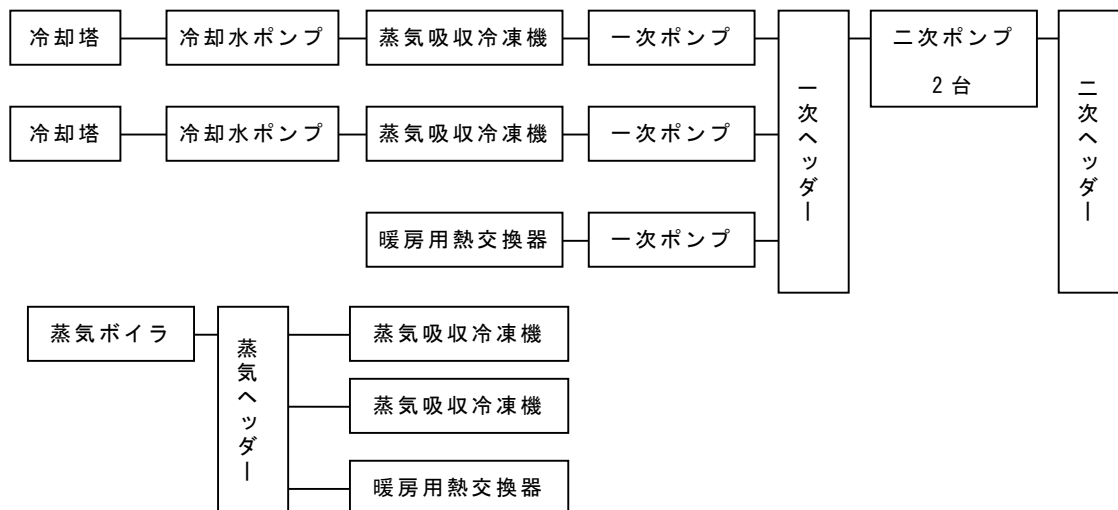 冷却塔
冷却水ポンプ
蒸気吸収冷凍機
一次ポンプ
一次ヘッダー
二次ポンプ
2台
二次ヘッダー
冷却塔
冷却水ポンプ
蒸気吸収冷凍機
一次ポンプ
暖房用熱交換器
一次ポンプ
蒸気ボイラ
蒸気ヘッダー
蒸気吸収冷凍機
蒸気吸収冷凍機
暖房用熱交換器